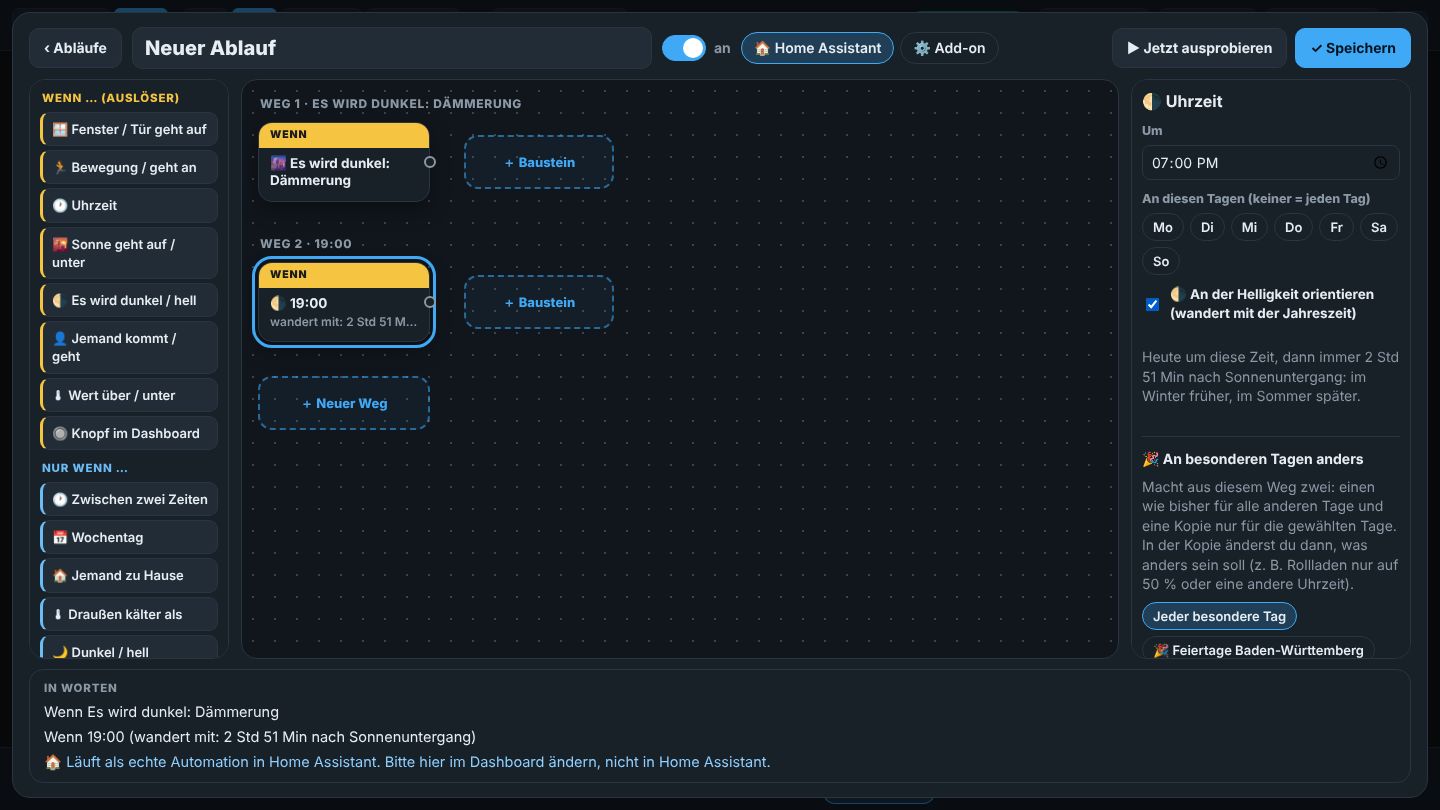 ‹ Abläufe
Neuer Ablauf
an
🏠 Home Assistant
⚙️ Add-on
▶ Jetzt ausprobieren
✓ Speichern
WENN … (AUSLÖSER)
🪟 Fenster / Tür geht auf
🏃 Bewegung / geht an
🕐 Uhrzeit
🌇 Sonne geht auf /
unter
🌗 Es wird dunkel / hell
👤 Jemand kommt /
geht
🌡 Wert über / unter
🔘 Knopf im Dashboard
NUR WENN …
🕐 Zwischen zwei Zeiten
📅 Wochentag
🏠 Jemand zu Hause
🌡 Draußen kälter als
🌙 Dunkel / hell
WEG 1 · ES WIRD DUNKEL: DÄMMERUNG
WENN
🌆 Es wird dunkel:
Dämmerung
+ Baustein
WEG 2 · 19:00
WENN
🌗 19:00
wandert mit: 2 Std 51 M…
+ Baustein
+ Neuer Weg
🌗 Uhrzeit
Um
07:00 PM
An diesen Tagen (keiner = jeden Tag)
Mo Di Mi Do Fr Sa
So
🌗 An der Helligkeit orientieren
(wandert mit der Jahreszeit)
Heute um diese Zeit, dann immer 2 Std
51 Min nach Sonnenuntergang: im
Winter früher, im Sommer später.
🎉 An besonderen Tagen anders
Macht aus diesem Weg zwei: einen
wie bisher für alle anderen Tage und
eine Kopie nur für die gewählten Tage.
In der Kopie änderst du dann, was
anders sein soll (z. B. Rollladen nur auf
50 % oder eine andere Uhrzeit).
Jeder besondere Tag
🎉 Feiertage Baden-Württemberg
IN WORTEN
Wenn Es wird dunkel: Dämmerung
Wenn 19:00 (wandert mit: 2 Std 51 Min nach Sonnenuntergang)
🏠 Läuft als echte Automation in Home Assistant. Bitte hier im Dashboard ändern, nicht in Home Assistant.